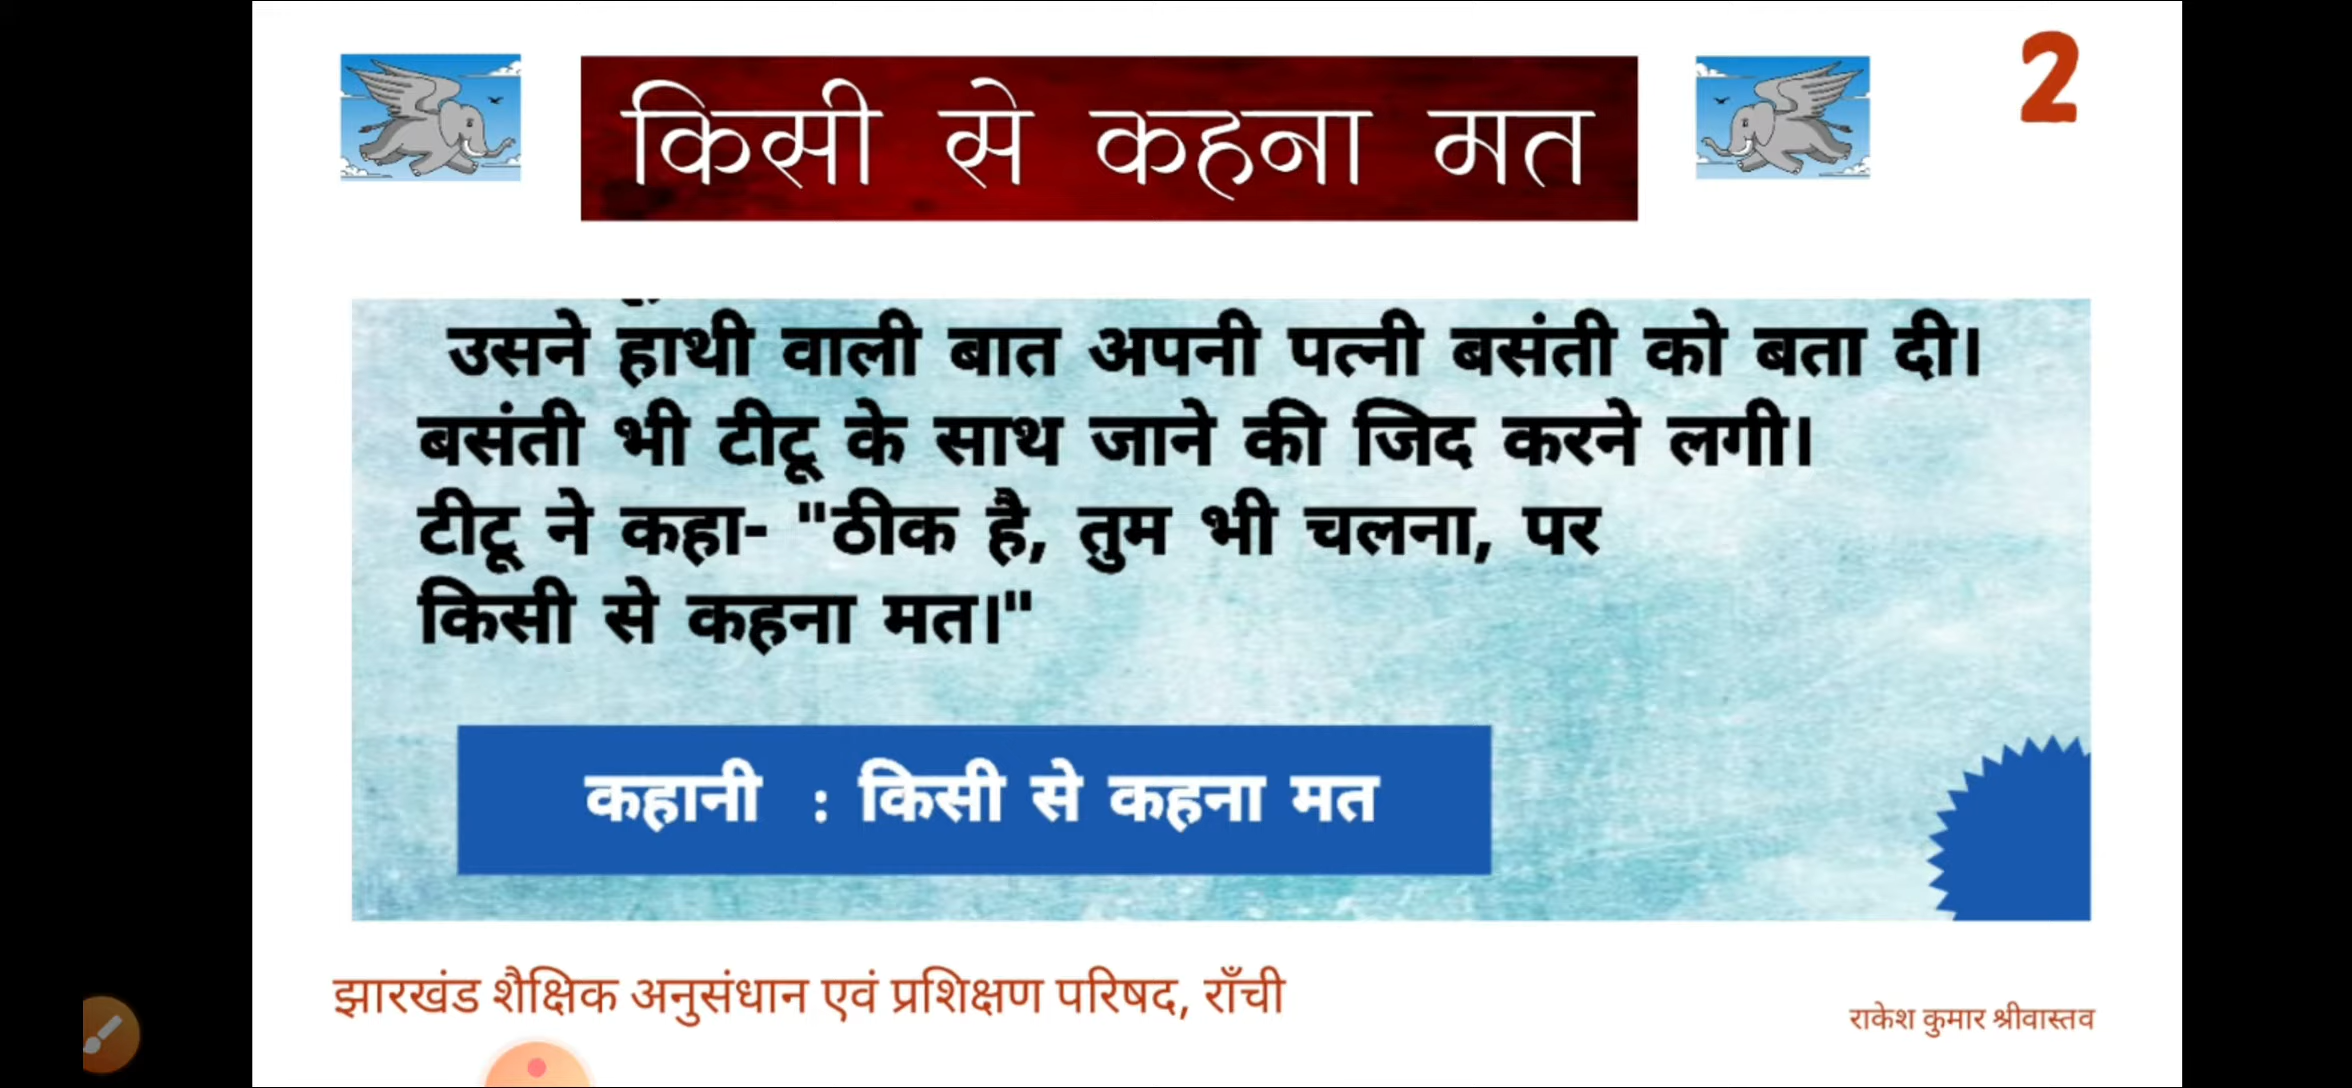 किसी से कहना मत
2
उसने हाथी वाली बात अपनी पत्नी बसंती को बता दी।
बसंती भी टीटू के साथ जाने की जिद करने लगी।
टीटू ने कहा- "ठीक है, तुम भी चलना, पर
किसी से कहना मत।"
कहानी : किसी से कहना मत
झारखंड शैक्षिक अनुसंधान एवं प्रशिक्षण परिषद, राँची
राकेश कुमार श्रीवास्तव